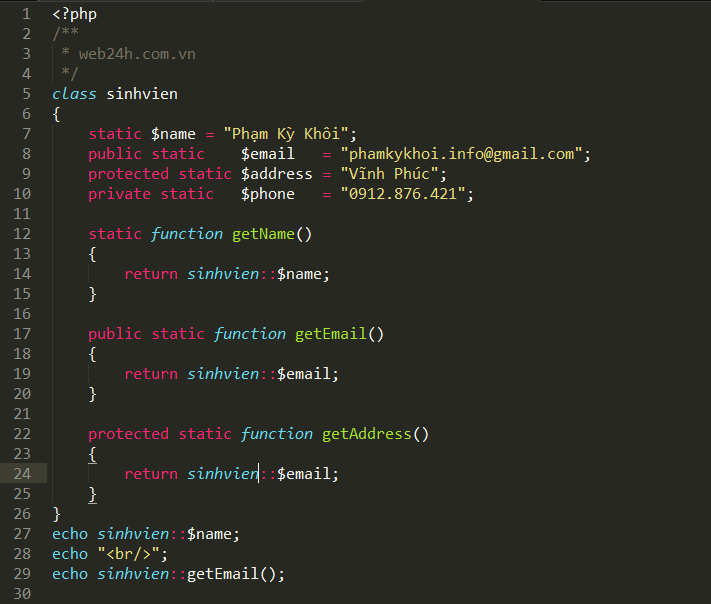 1 <?php
2 /**
3  * web24h.com.vn
4  */
5 class sinhvien
6 {
7     static $name = "Phạm Kỳ Khôi";
8     public static    $email   = "phamkykhoi.info@gmail.com";
9     protected static $address = "Vĩnh Phúc";
10     private static   $phone   = "0912.876.421";
11
12     static function getName()
13     {
14         return sinhvien::$name;
15     }
16
17     public static function getEmail()
18     {
19         return sinhvien::$email;
20     }
21
22     protected static function getAddress()
23     {
24         return sinhvien::$email;
25     }
26 }
27 echo sinhvien::$name;
28 echo "<br/>";
29 echo sinhvien::getEmail();
30